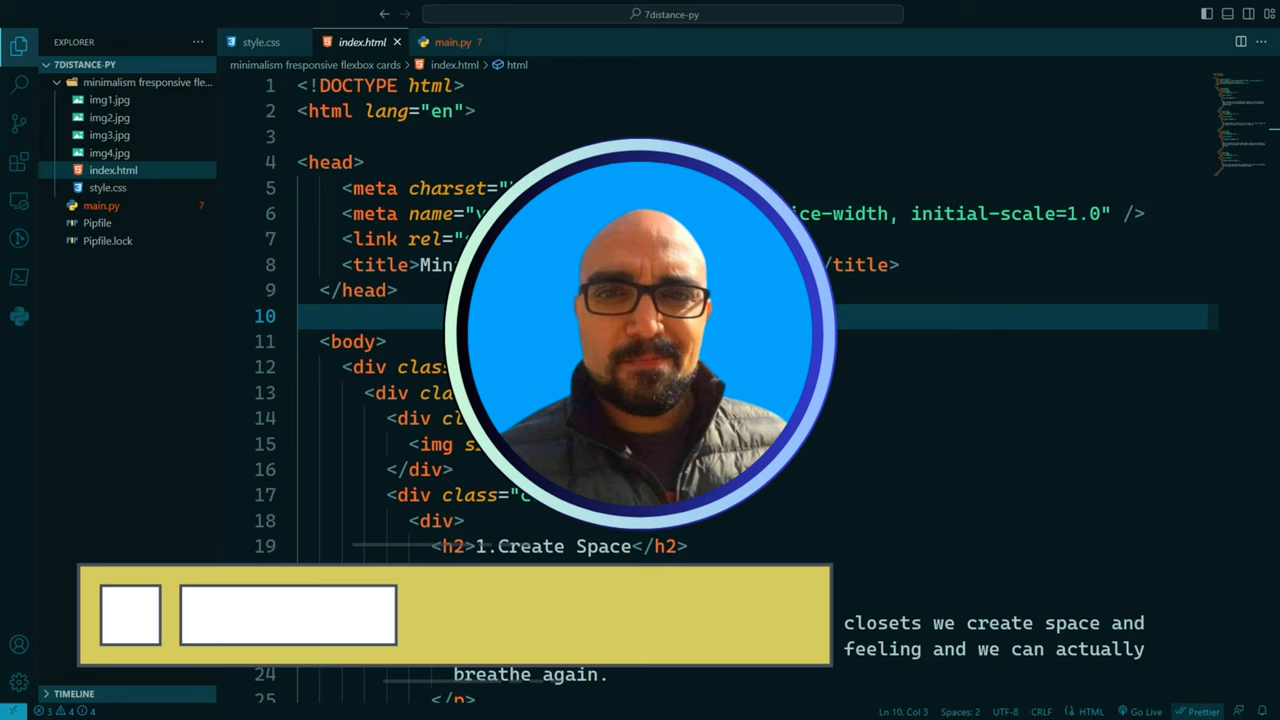 7distance-py
EXPLORER
7DISTANCE-PY
minimalism fresponsive fle...
img1.jpg
img2.jpg
img3.jpg
img4.jpg
index.html
style.css
main.py 7
Pipfile
Pipfile.lock
TIMELINE
style.css
index.html
main.py 7
minimalism fresponsive flexbox cards > index.html > html
1 <!DOCTYPE html>
2 <html lang="en">
3
4 <head>
5 <meta charset="
6 <meta name="v ice-width, initial-scale=1.0" />
7 <link rel="
8 <title>Min /title>
9 </head>
10
11 <body>
12 <div clas
13 <div cla
14 <div cl
15 <img s
16 </div>
17 <div class="c
18 <div>
19 <h2>1.Create Space</h2>
closets we create space and
feeling and we can actually
24 breathe again.
25 </p>
3 4 4
Ln 10, Col 3 Spaces: 2 UTF-8 CRLF HTML Go Live Prettier